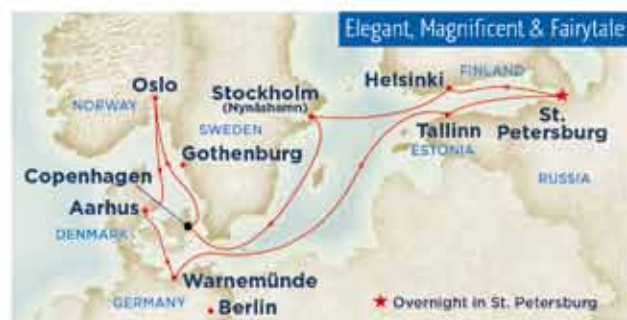 Elegant, Magnificent & Fairytale
Oslo
NORWAY
Stockholm
(Nynäshamn)
Helsinki
FINLAND
SWEDEN
Gothenburg
Tallinn
ESTONIA
St.
Petersburg
RUSSIA
Copenhagen
Aarhus
DENMARK
Warnemünde
GERMANY
Berlin
★ Overnight in St. Petersburg